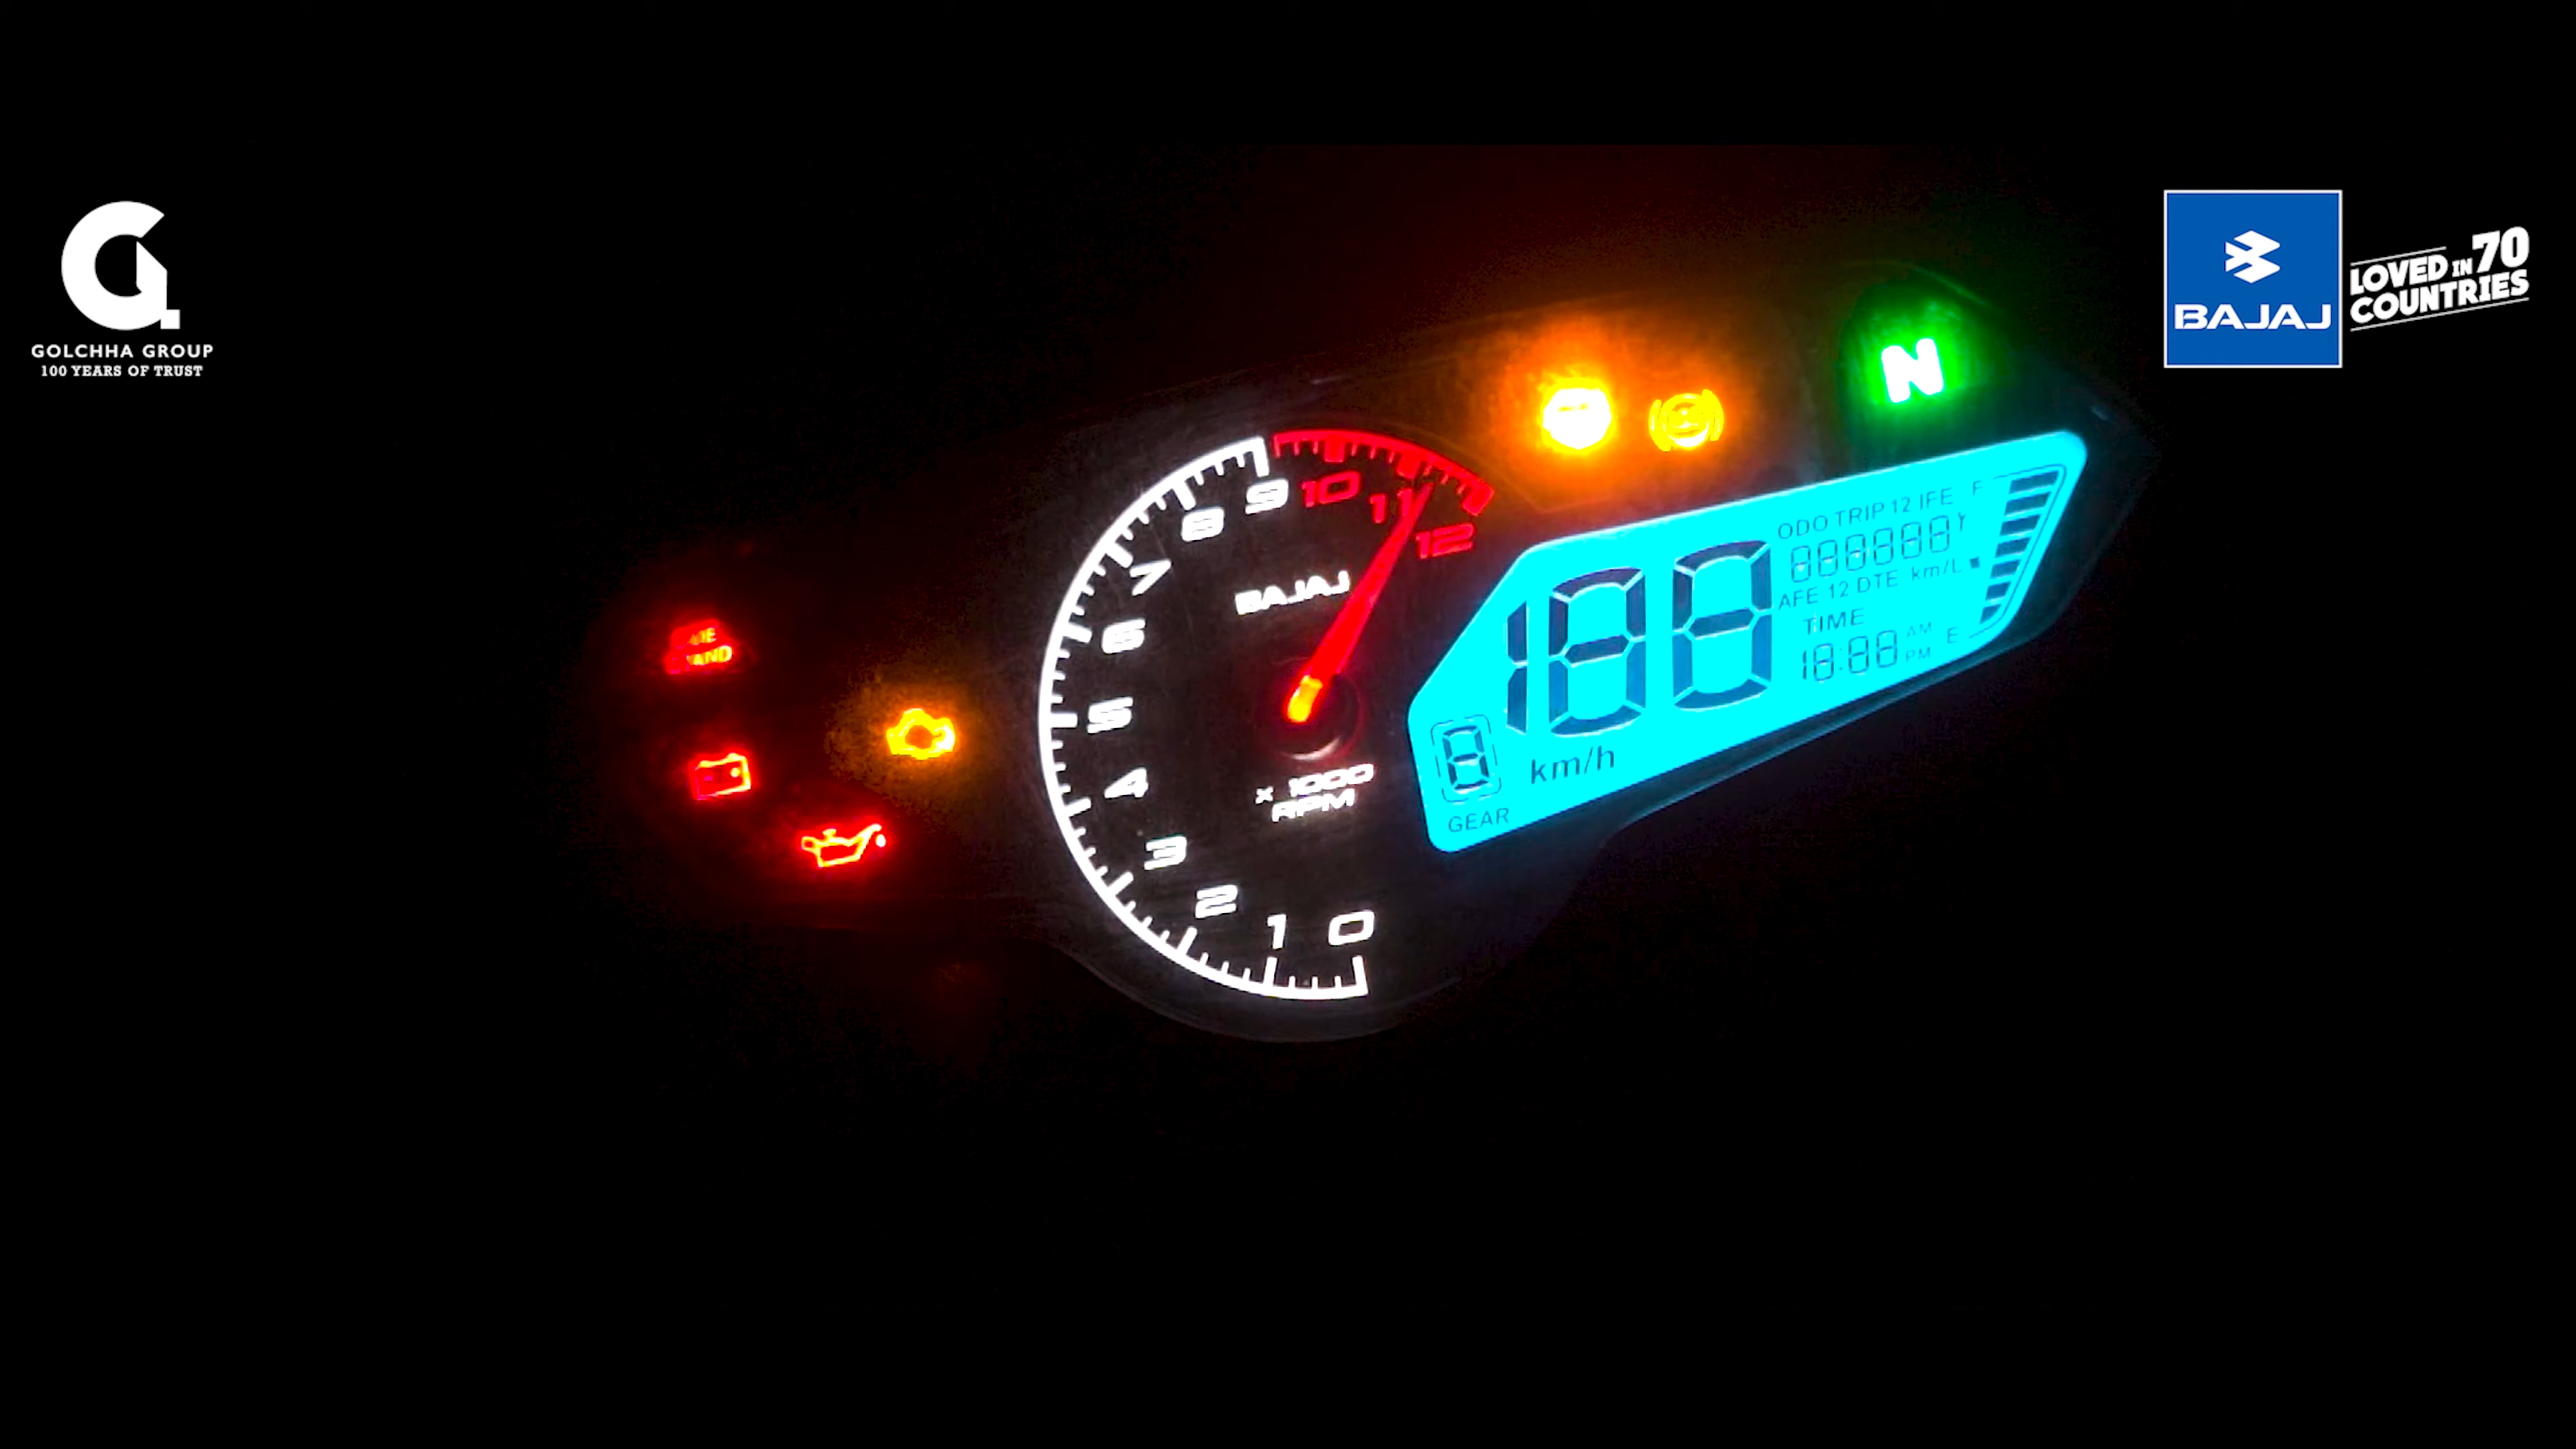 GOLCHHA GROUP
100 YEARS OF TRUST
BAJAJ
LOVED IN 70
COUNTRIES
N
9 10 11 12
8
7
6
5
4
3
2
1 0
BAJAJ
x 1000
RPM
ODO TRIP 12 IFE F
888888
AFE 12 DTE km/L
TIME
18:88 AM
PM E
188
8
km/h
GEAR